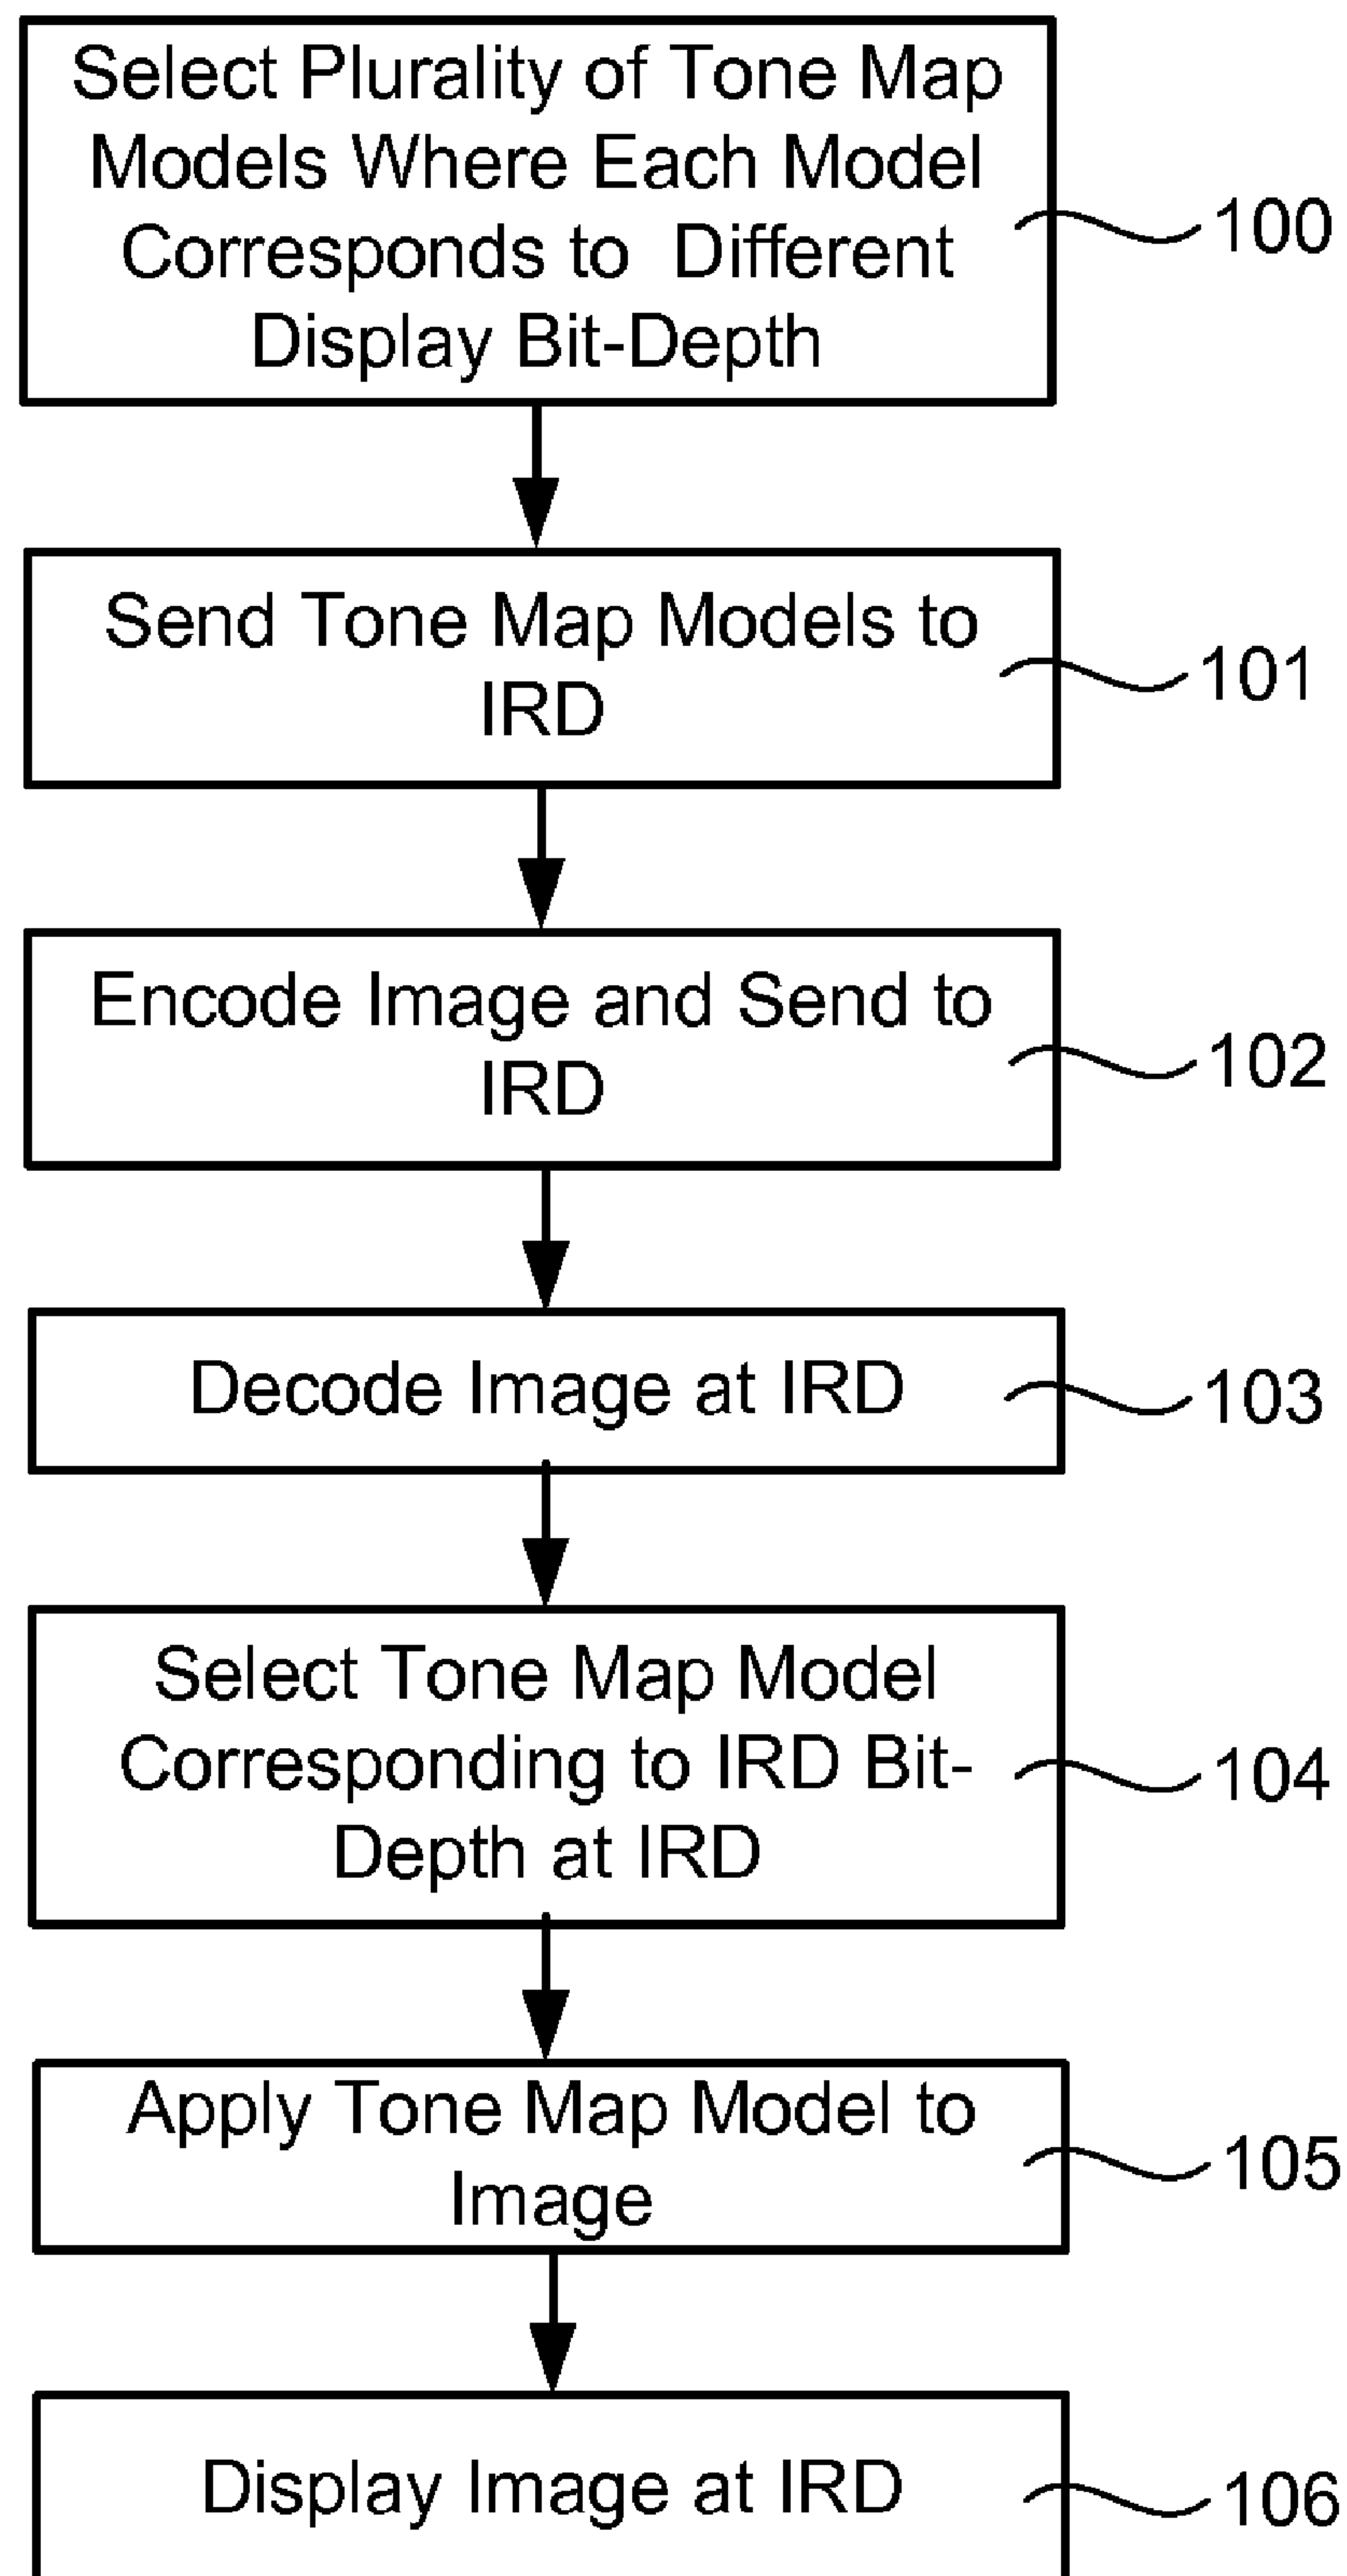 Select Plurality of Tone Map
Models Where Each Model
Corresponds to Different
Display Bit-Depth
100
Send Tone Map Models to
IRD
101
Encode Image and Send to
IRD
102
Decode Image at IRD
103
Select Tone Map Model
Corresponding to IRD Bit-
Depth at IRD
104
Apply Tone Map Model to
Image
105
Display Image at IRD
106